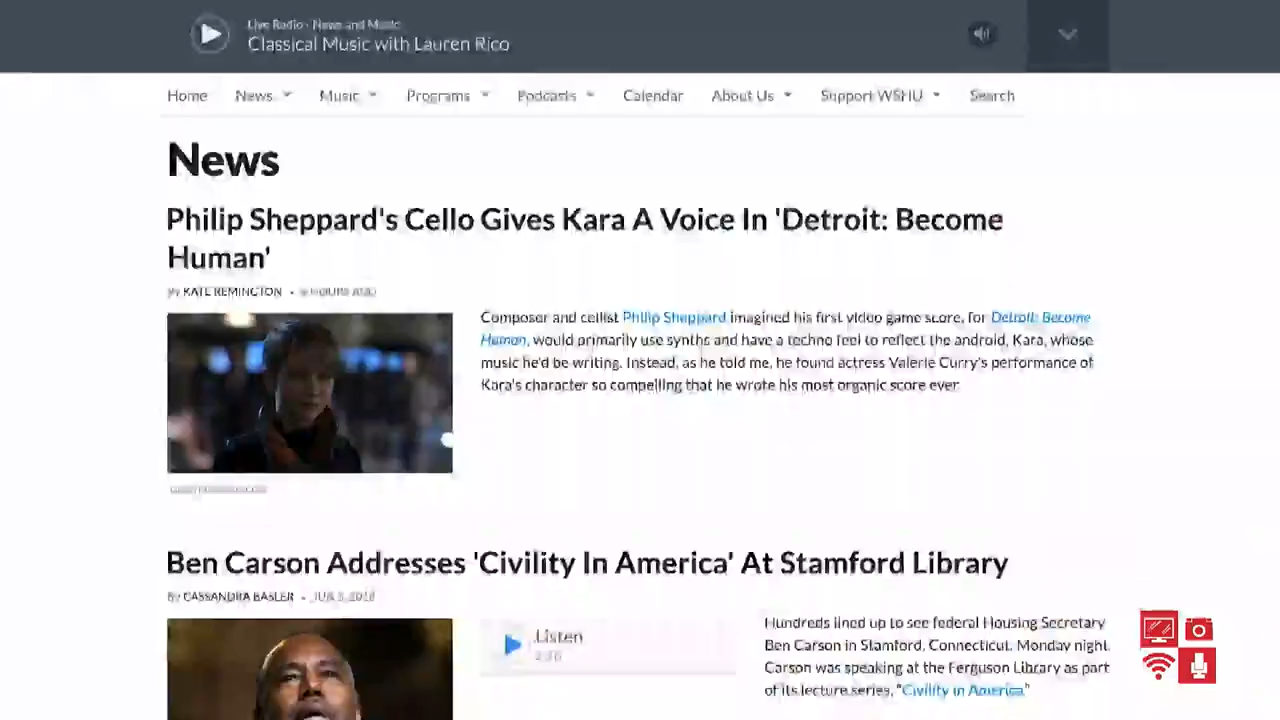 Live Radio · News and Music
Classical Music with Lauren Rico
Home News Music Programs Podcasts Calendar About Us Support WSHU Search
News
Philip Sheppard's Cello Gives Kara A Voice In 'Detroit: Become
Human'
By KATE REMINGTON • HOURS AGO
Composer and cellist Philip Sheppard imagined his first video game score, for Detroit: Become
Human, would primarily use synths and have a techno feel to reflect the android, Kara, whose
music he'd be writing. Instead, as he told me, he found actress Valerie Curry's performance of
Kara's character so compelling that he wrote his most organic score ever.
Ben Carson Addresses 'Civility In America' At Stamford Library
By CASSANDRA BASLER • JUN 5, 2018
Listen
Hundreds lined up to see federal Housing Secretary
Ben Carson in Stamford, Connecticut, Monday night.
Carson was speaking at the Ferguson Library as part
of its lecture series, "Civility in America."